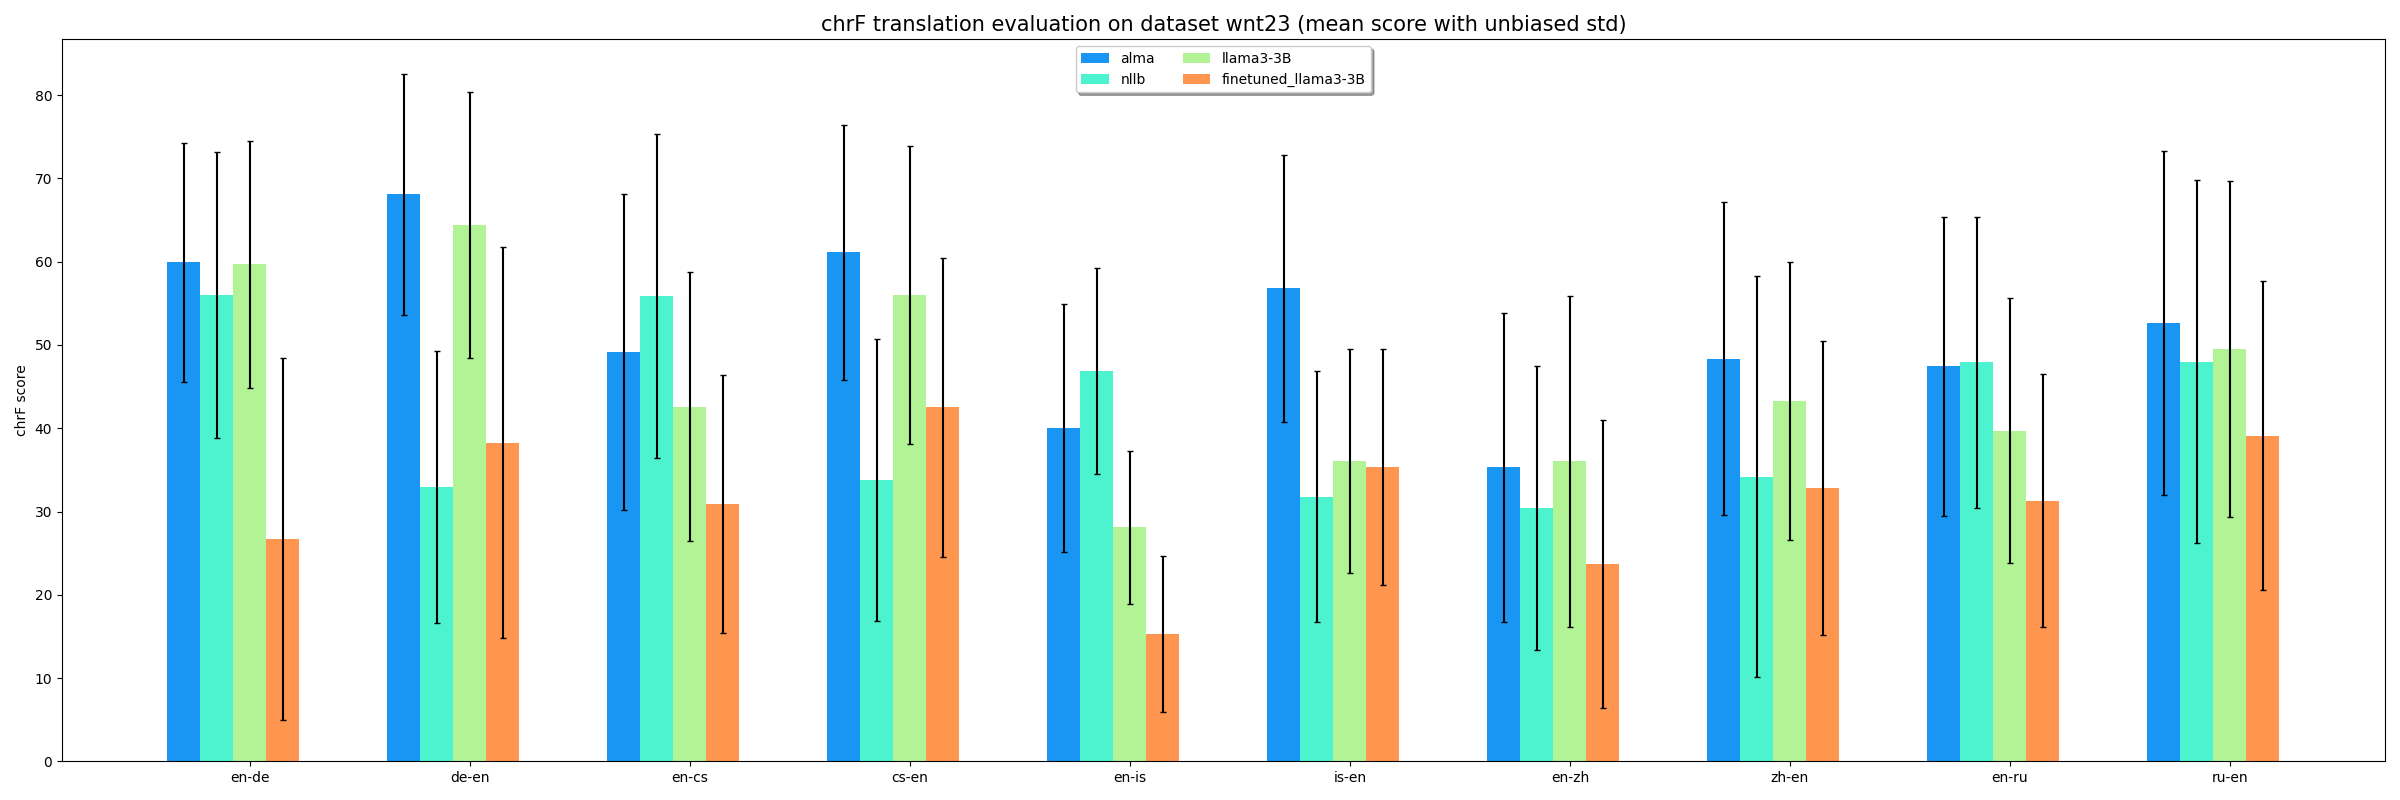 chrF translation evaluation on dataset wnt23 (mean score with unbiased std)
alma
nllb
llama3-3B
finetuned_llama3-3B
chrF score
80
70
60
50
40
30
20
10
0
en-de de-en en-cs cs-en en-is is-en en-zh zh-en en-ru ru-en